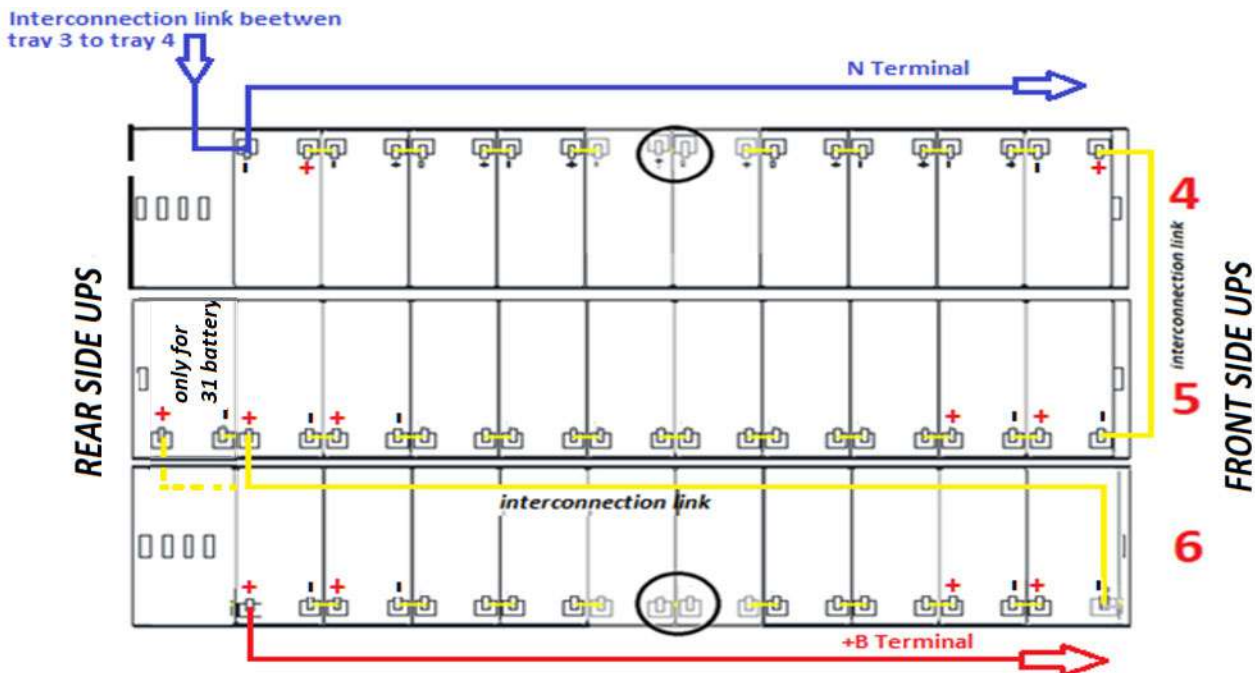 Interconnection link beetwen
tray 3 to tray 4
N Terminal
- + - + - + - + - + - + - + - + - + - + - +
4
interconnection link
REAR SIDE UPS
FRONT SIDE UPS
only for
31 battery
+ - + - + - + - + -
5
interconnection link
6
+ - + - + - + -
+B Terminal